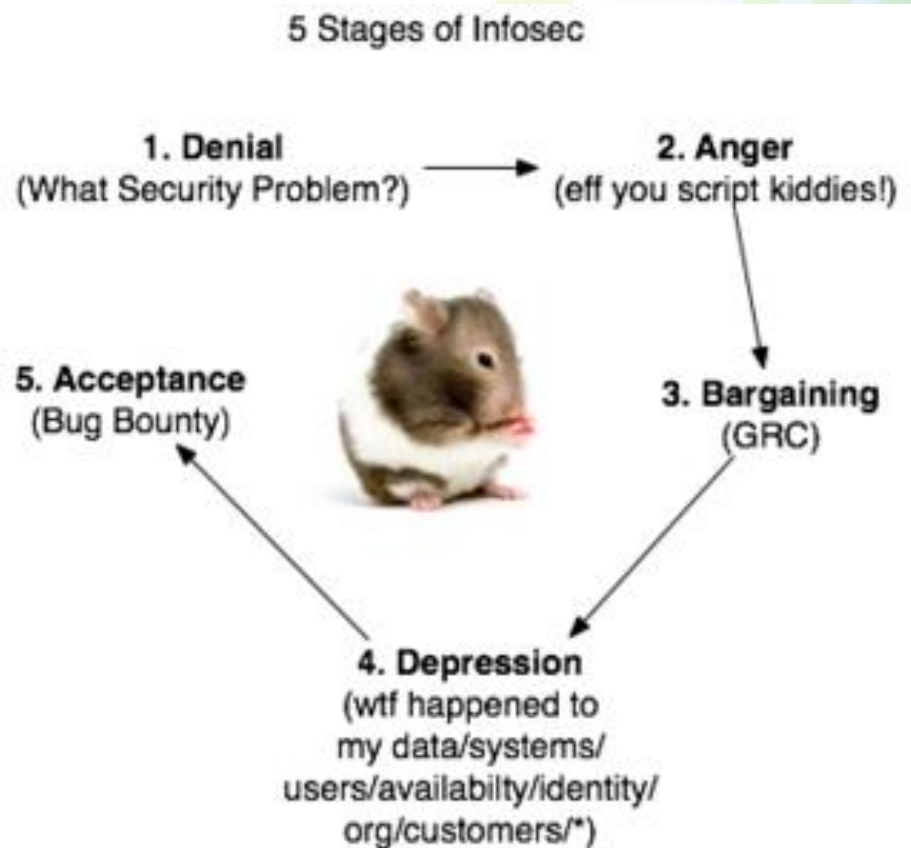 5 Stages of Infosec
1. Denial
(What Security Problem?)
2. Anger
(eff you script kiddies!)
3. Bargaining
(GRC)
4. Depression
(wtf happened to
my data/systems/
users/availabilty/identity/
org/customers/*)
5. Acceptance
(Bug Bounty)